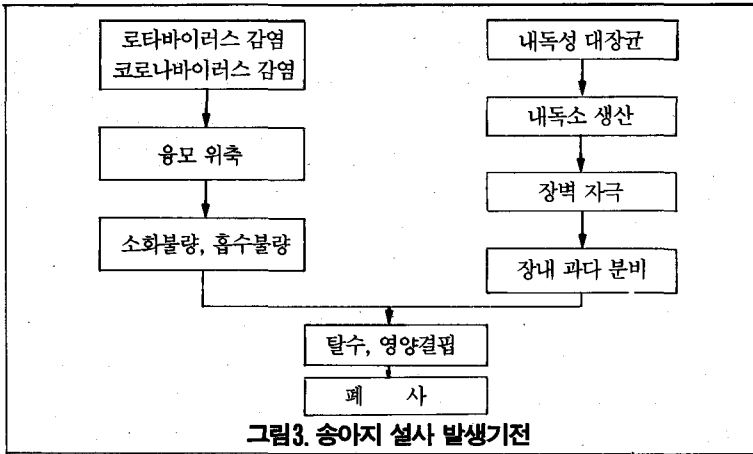 로타바이러스 감염
코로나바이러스 감염
융모 위축
소화불량, 흡수불량
내독성 대장균
내독소 생산
장벽 자극
장내 과다 분비
탈수, 영양결핍
폐 사
그림3. 송아지 설사 발생기전